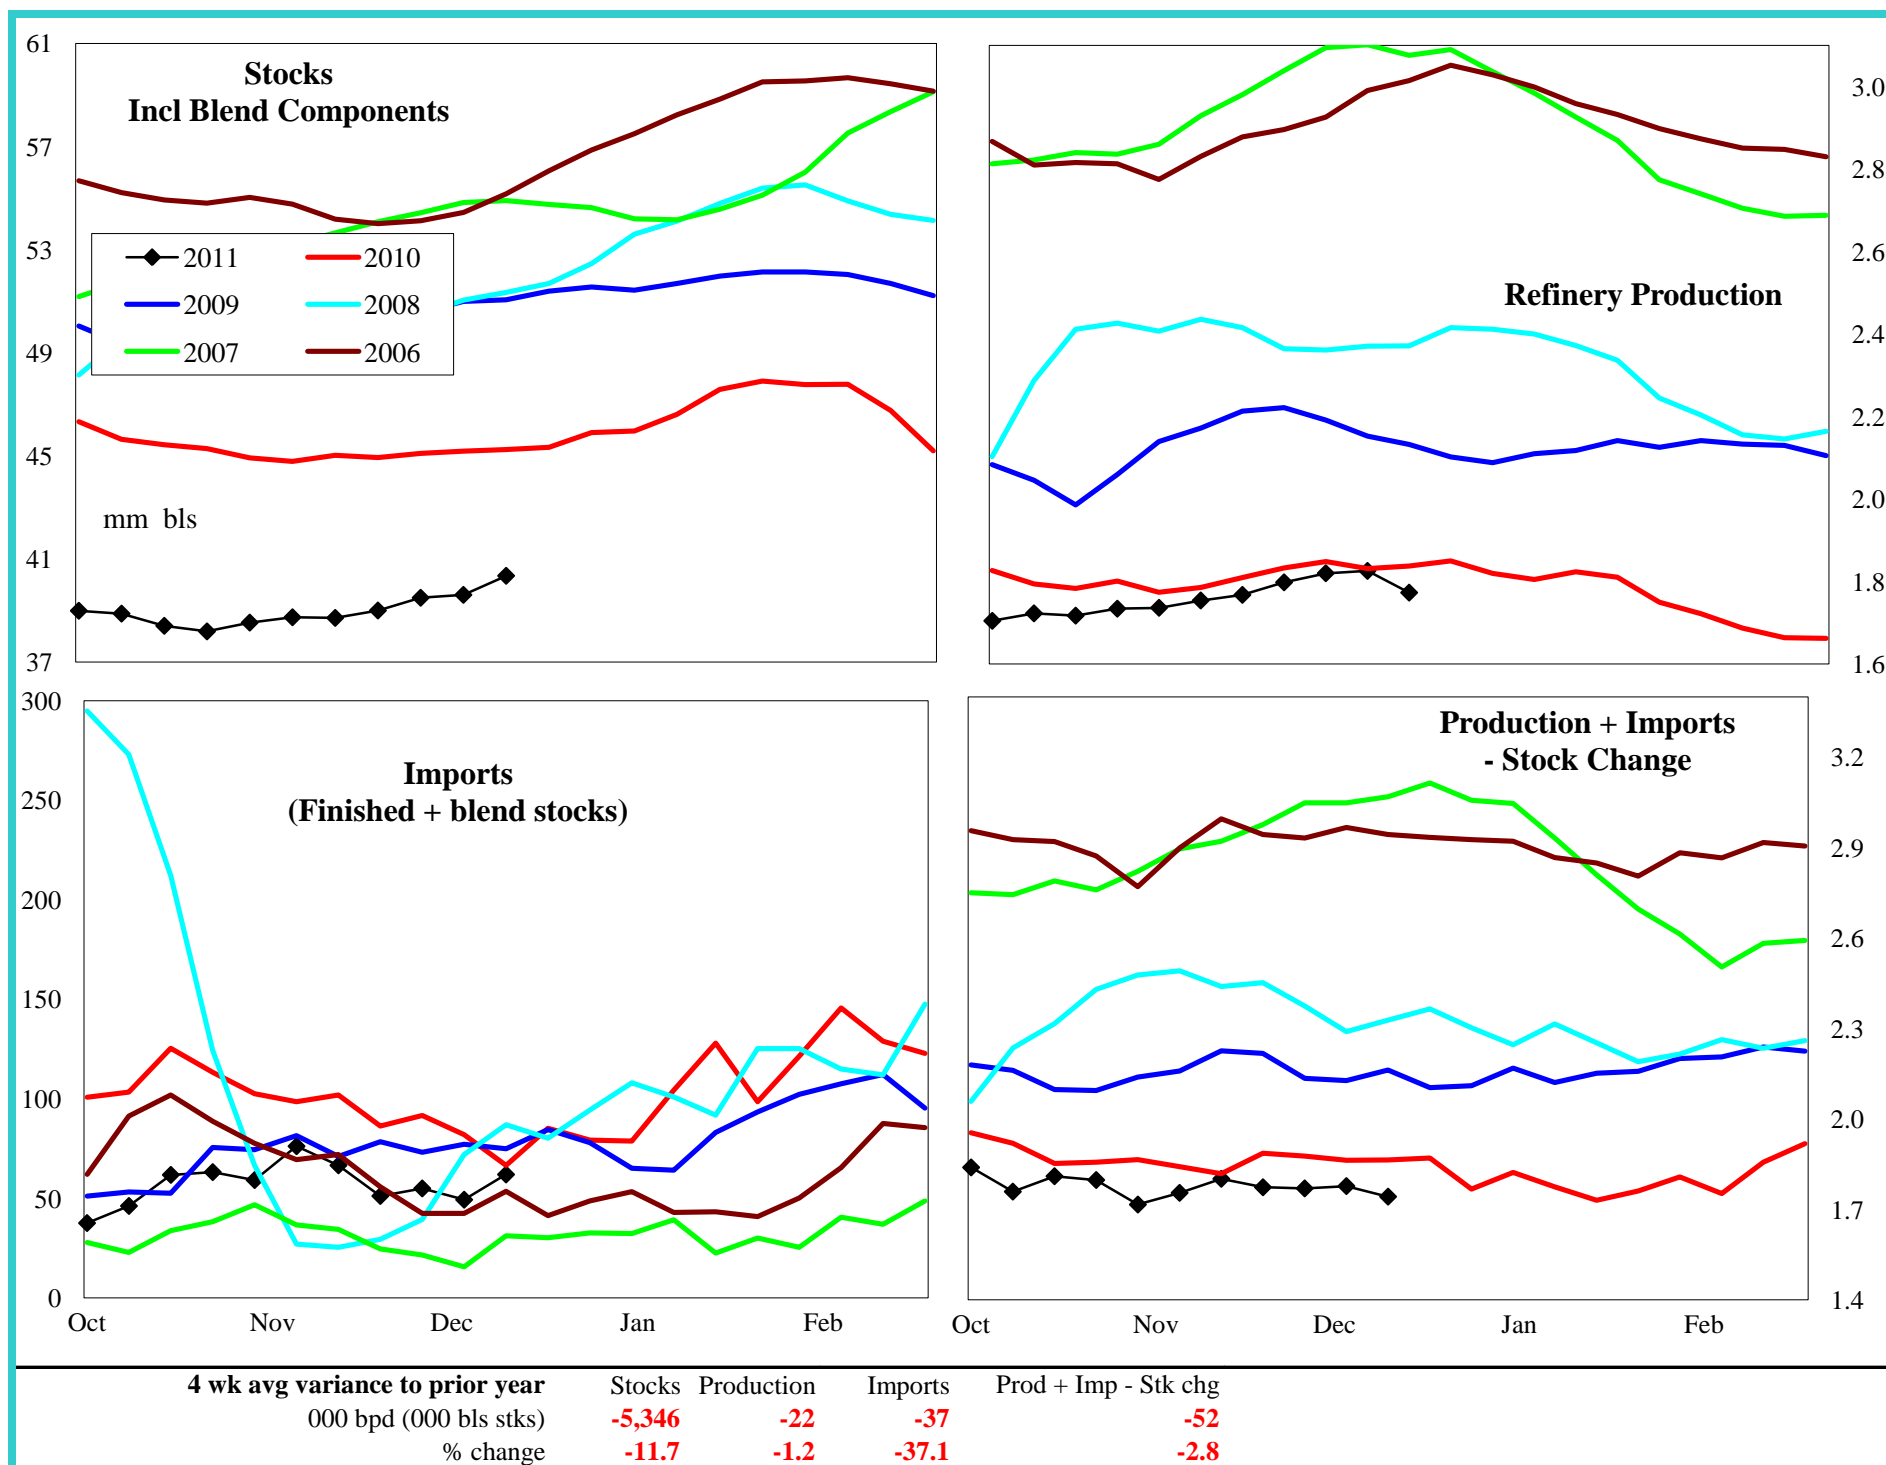 Stocks
Incl Blend Components
61
57
53
49
45
41
37
2011
2010
2009
2008
2007
2006
mm bls
Refinery Production
3.0
2.8
2.6
2.4
2.2
2.0
1.8
1.6
Imports
(Finished + blend stocks)
300
250
200
150
100
50
0
Oct
Nov
Dec
Jan
Feb
Production + Imports
- Stock Change
3.2
2.9
2.6
2.3
2.0
1.7
1.4
Oct
Nov
Dec
Jan
Feb
4 wk avg variance to prior year Stocks Production Imports Prod + Imp - Stk chg
000 bpd (000 bls stks) -5,346 -22 -37 -52
% change -11.7 -1.2 -37.1 -2.8